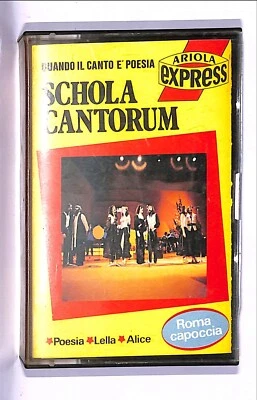 QUANDO IL CANTO E' POESIA
ARIOLA
express
SCHOLA
CANTORUM
Roma
capoccia
Poesia Lella Alice